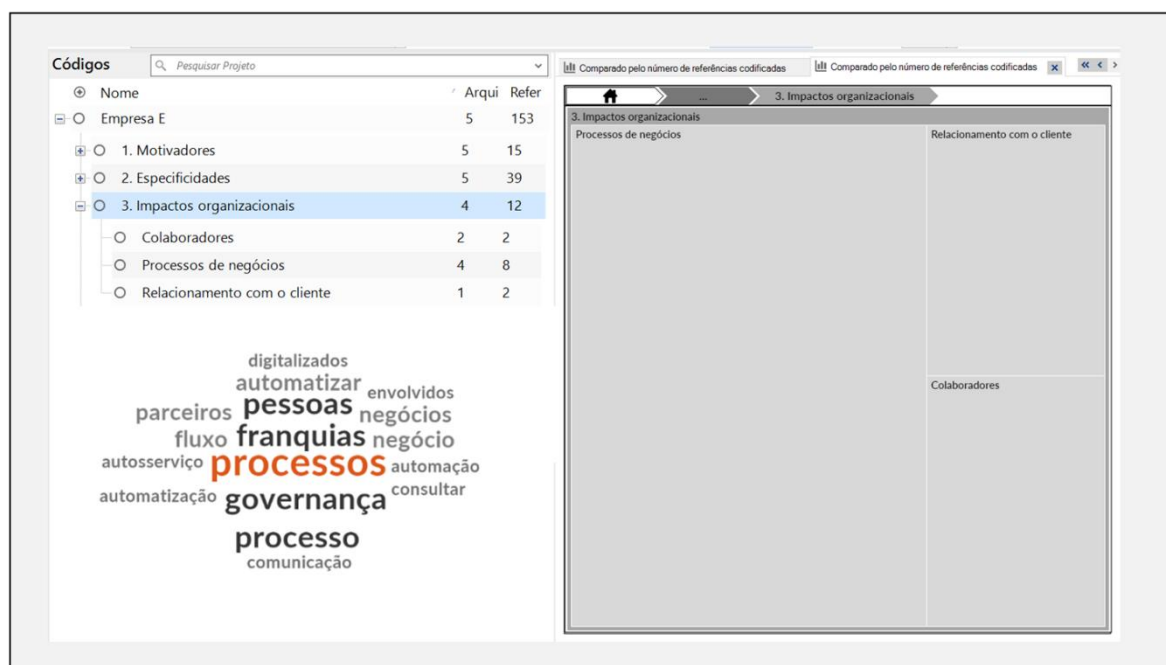 Códigos
Pesquisar Projeto
Nome Arqui Refer
Empresa E 5 153
1. Motivadores 5 15
2. Especificidades 5 39
3. Impactos organizacionais 4 12
Colaboradores 2 2
Processos de negócios 4 8
Relacionamento com o cliente 1 2
digitalizados
automatizar
envolvidos
parceiros pessoas negócios
fluxo franquias negócio
autosserviço processos automação
automatização governança consultar
processo
comunicação
Comparado pelo número de referências codificadas
Comparado pelo número de referências codificadas
... 3. Impactos organizacionais
3. Impactos organizacionais
Processos de negócios Relacionamento com o cliente
Colaboradores